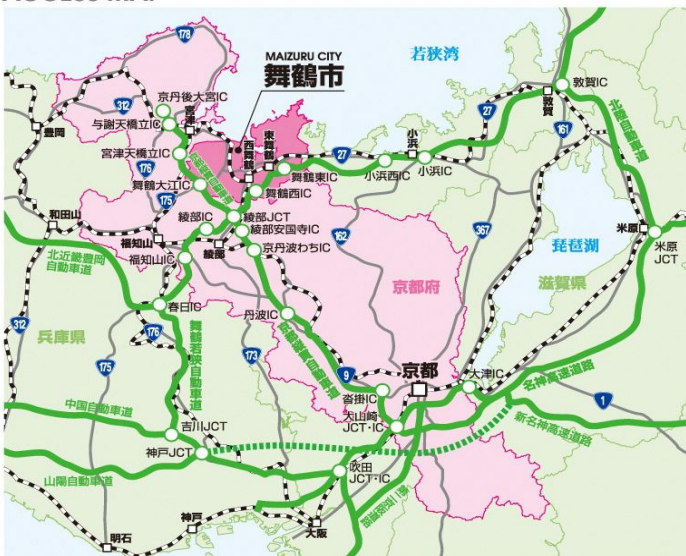 178
若狭湾
MAIZURU CITY
舞鶴市
敦賀IC
敦賀
312
京丹後大宮IC
宮津
与謝天橋立IC
豊岡
27
161
北陸自動車道
東舞鶴
西舞鶴
小浜
27
宮津天橋立IC
176
舞鶴東IC
小浜西IC
小浜IC
舞鶴大江IC
175
舞鶴西IC
和田山
綾部IC
綾部JCT
綾部安国寺IC
福知山
綾部
京丹波わちIC
162
367
米原
米原
JCT
琵琶湖
北近畿豊岡
自動車道
福知山IC
京都府
滋賀県
春日IC
丹波IC
312
兵庫県
176
舞鶴若狭自動車道
175
173
京都縦貫自動車道
9
京都
大津IC
名神高速道路
沓掛IC
1
大山崎
JCT・IC
新名神高速道路
中国自動車道
吉川JCT
神戸JCT
吹田
JCT・IC
山陽自動車道
第二京阪道路
神戸
大阪
明石